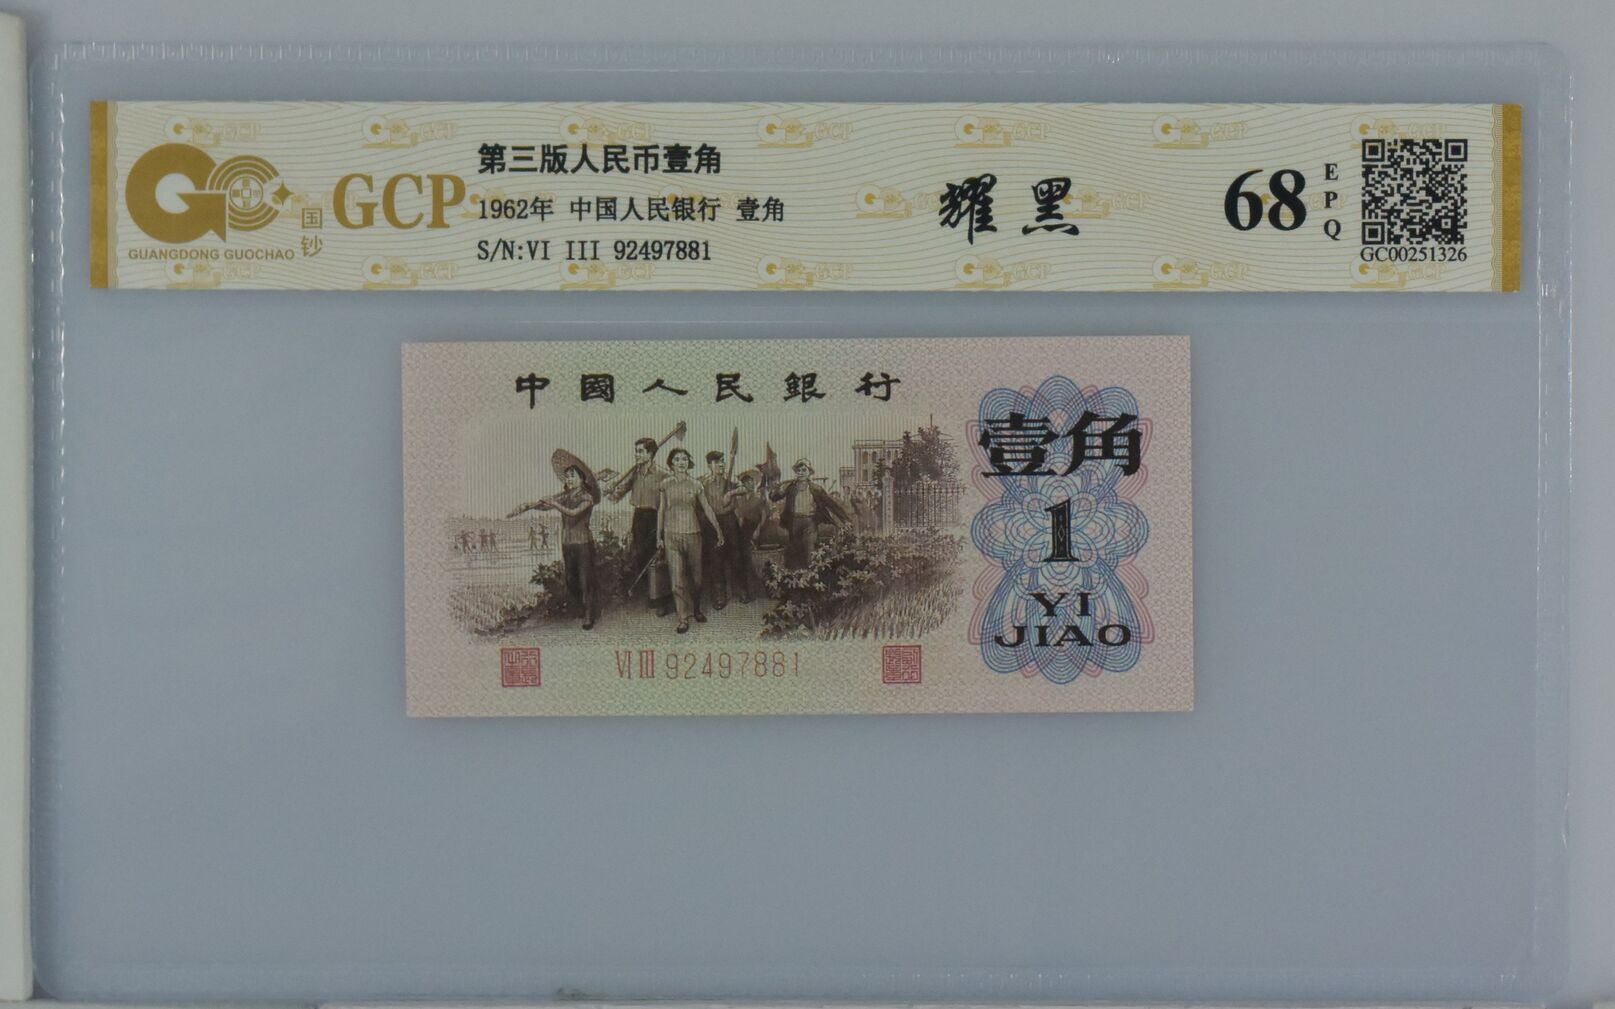 GCP
国钞
GUANGDONG GUOCHAO
第三版人民币壹角
1962年 中国人民银行 壹角
S/N:VI III 92497881
耀黑
68
EPQ
GC00251326
中國人民銀行
壹角
1
YI
JIAO
VI III 92497881